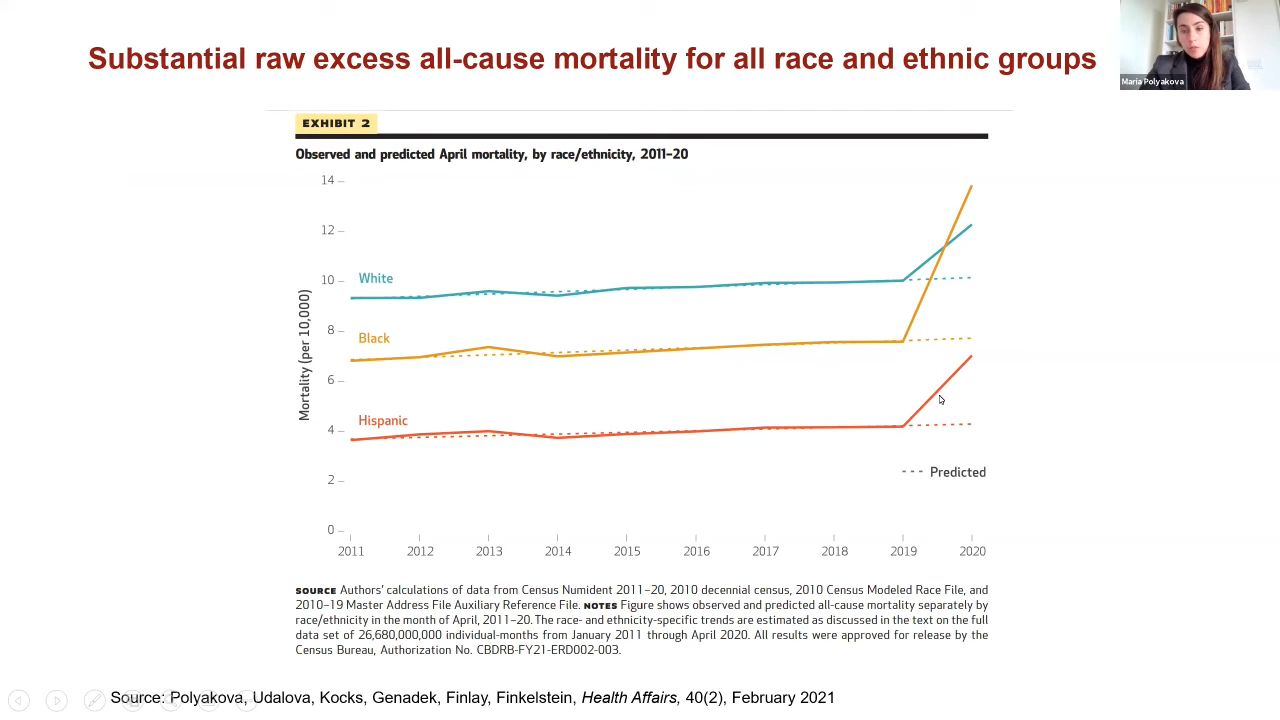 Substantial raw excess all-cause mortality for all race and ethnic groups
Maria Polyakova
EXHIBIT 2
Observed and predicted April mortality, by race/ethnicity, 2011–20
Mortality (per 10,000)
14
12
10
8
6
4
2
0
White
Black
Hispanic
Predicted
2011 2012 2013 2014 2015 2016 2017 2018 2019 2020
SOURCE Authors' calculations of data from Census Numident 2011–20, 2010 decennial census, 2010 Census Modeled Race File, and
2010–19 Master Address File Auxiliary Reference File. NOTES Figure shows observed and predicted all-cause mortality separately by
race/ethnicity in the month of April, 2011–20. The race- and ethnicity-specific trends are estimated as discussed in the text on the full
data set of 26,680,000,000 individual-months from January 2011 through April 2020. All results were approved for release by the
Census Bureau, Authorization No. CBDRB-FY21-ERD002-003.
Source: Polyakova, Udalova, Kocks, Genadek, Finlay, Finkelstein, Health Affairs, 40(2), February 2021